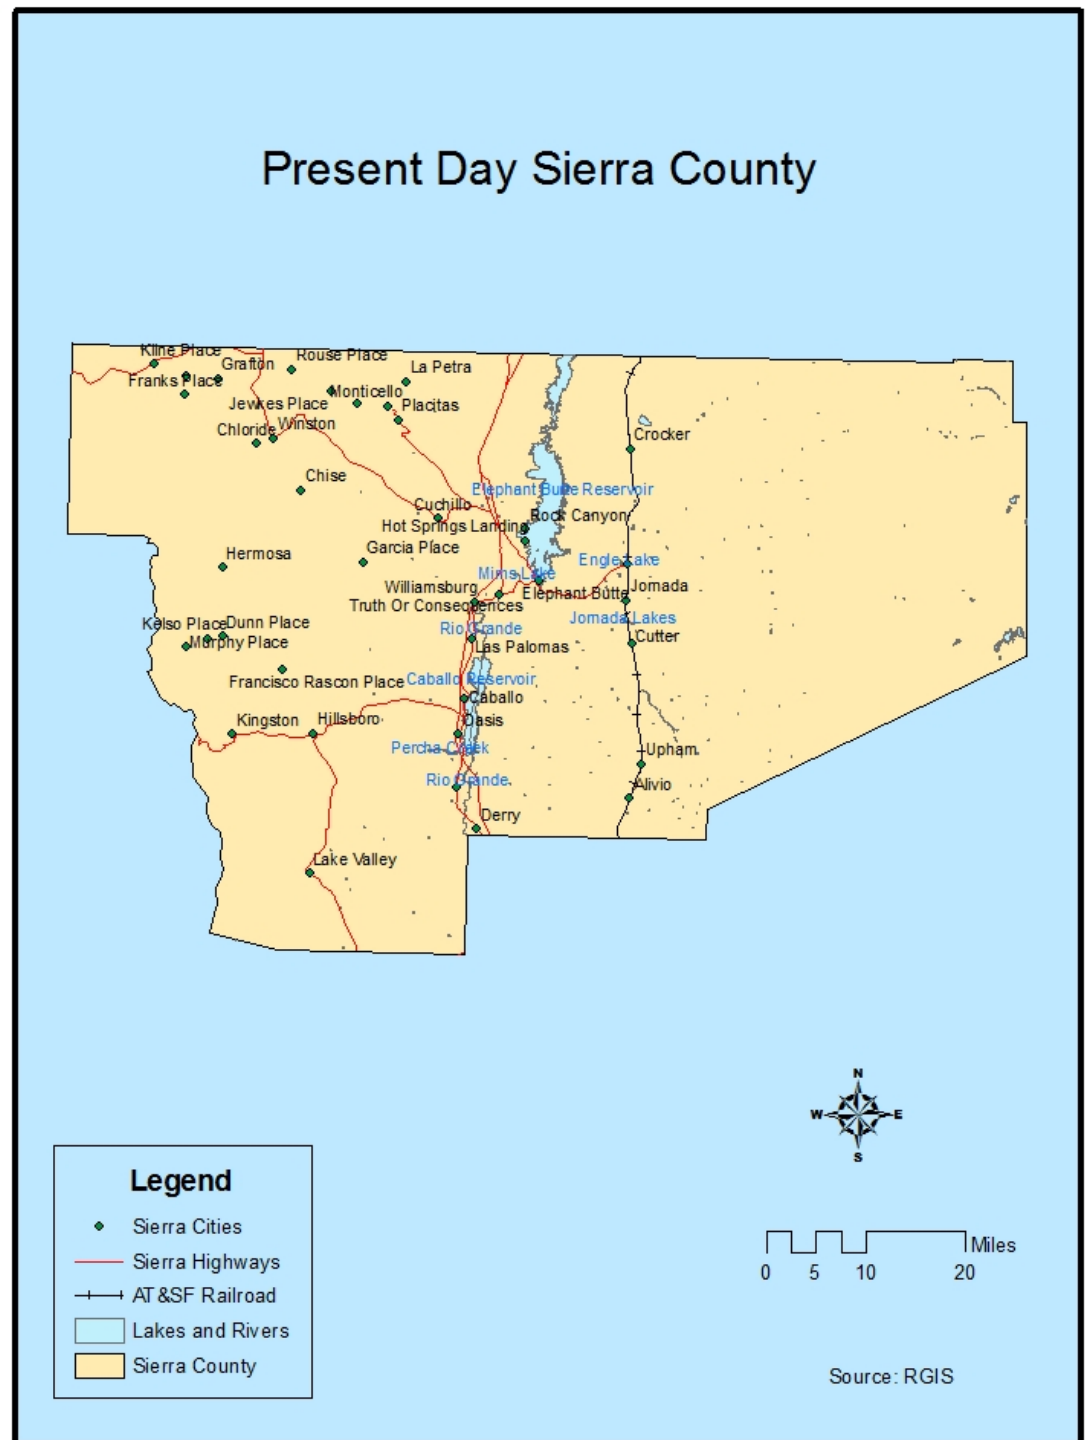 Present Day Sierra County
Kline Place
Grafton
Rouse Place
La Petra
Franks Place
Monticello
Jewkes Place
Placitas
Chloride
Winston
Crocker
Chise
Elephant Butte Reservoir
Cuchillo
Rock Canyon
Hot Springs Landing
Garcia Place
Hermosa
Engle Lake
Mims Lake
Williamsburg
Elephant Butte
Jornada
Truth Or Consequences
Jornada Lakes
Kelso Place
Dunn Place
Rio Grande
Murphy Place
Las Palomas
Cutter
Francisco Rascon Place
Caballo Reservoir
Caballo
Kingston
Hillsboro
Oasis
Percha Creek
Upham
Rio Grande
Alivio
Derry
Lake Valley
N
W
E
S
Legend
Sierra Cities
Sierra Highways
AT&SF Railroad
Lakes and Rivers
Sierra County
Miles
0 5 10 20
Source: RGIS